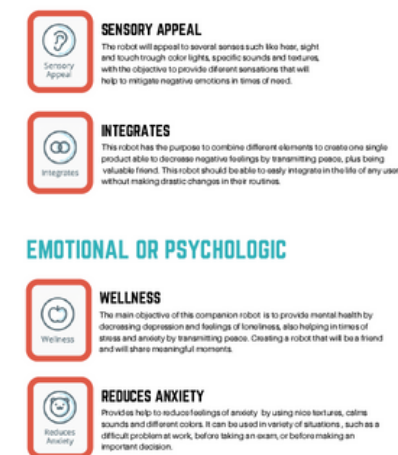 SENSORY APPEAL
The robot will appeal to several senses such like hear, sight
and touch trough color lights, specific sounds and textures,
with the objective to provide diferent sensations that will
help to mitigate negative emotions in times of need.
Sensory
Appeal
INTEGRATES
This robot has the purpose to combine different elements to create one single
product able to decrease negative feelings by transmitting peace, plus being
valuable friend. This robot should be able to easly integrate in the life of any user
without making drastic changes in their routines.
Integrates
EMOTIONAL OR PSYCHOLOGIC
WELLNESS
The main objective of this companion robot is to provide mental health by
decreasing depression and feelings of loneliness, also helping in times of
stress and anxiety by transmitting peace. Creating a robot that will be a friend
and will share meaningful moments.
Wellness
REDUCES ANXIETY
Provides help to reduce feelings of anxiety by using nice textures, calms
sounds and different colors. It can be used in variety of situations, such as a
difficult problem at work, before taking an exam, or before making an
important decision.
Reduces
Anxiety